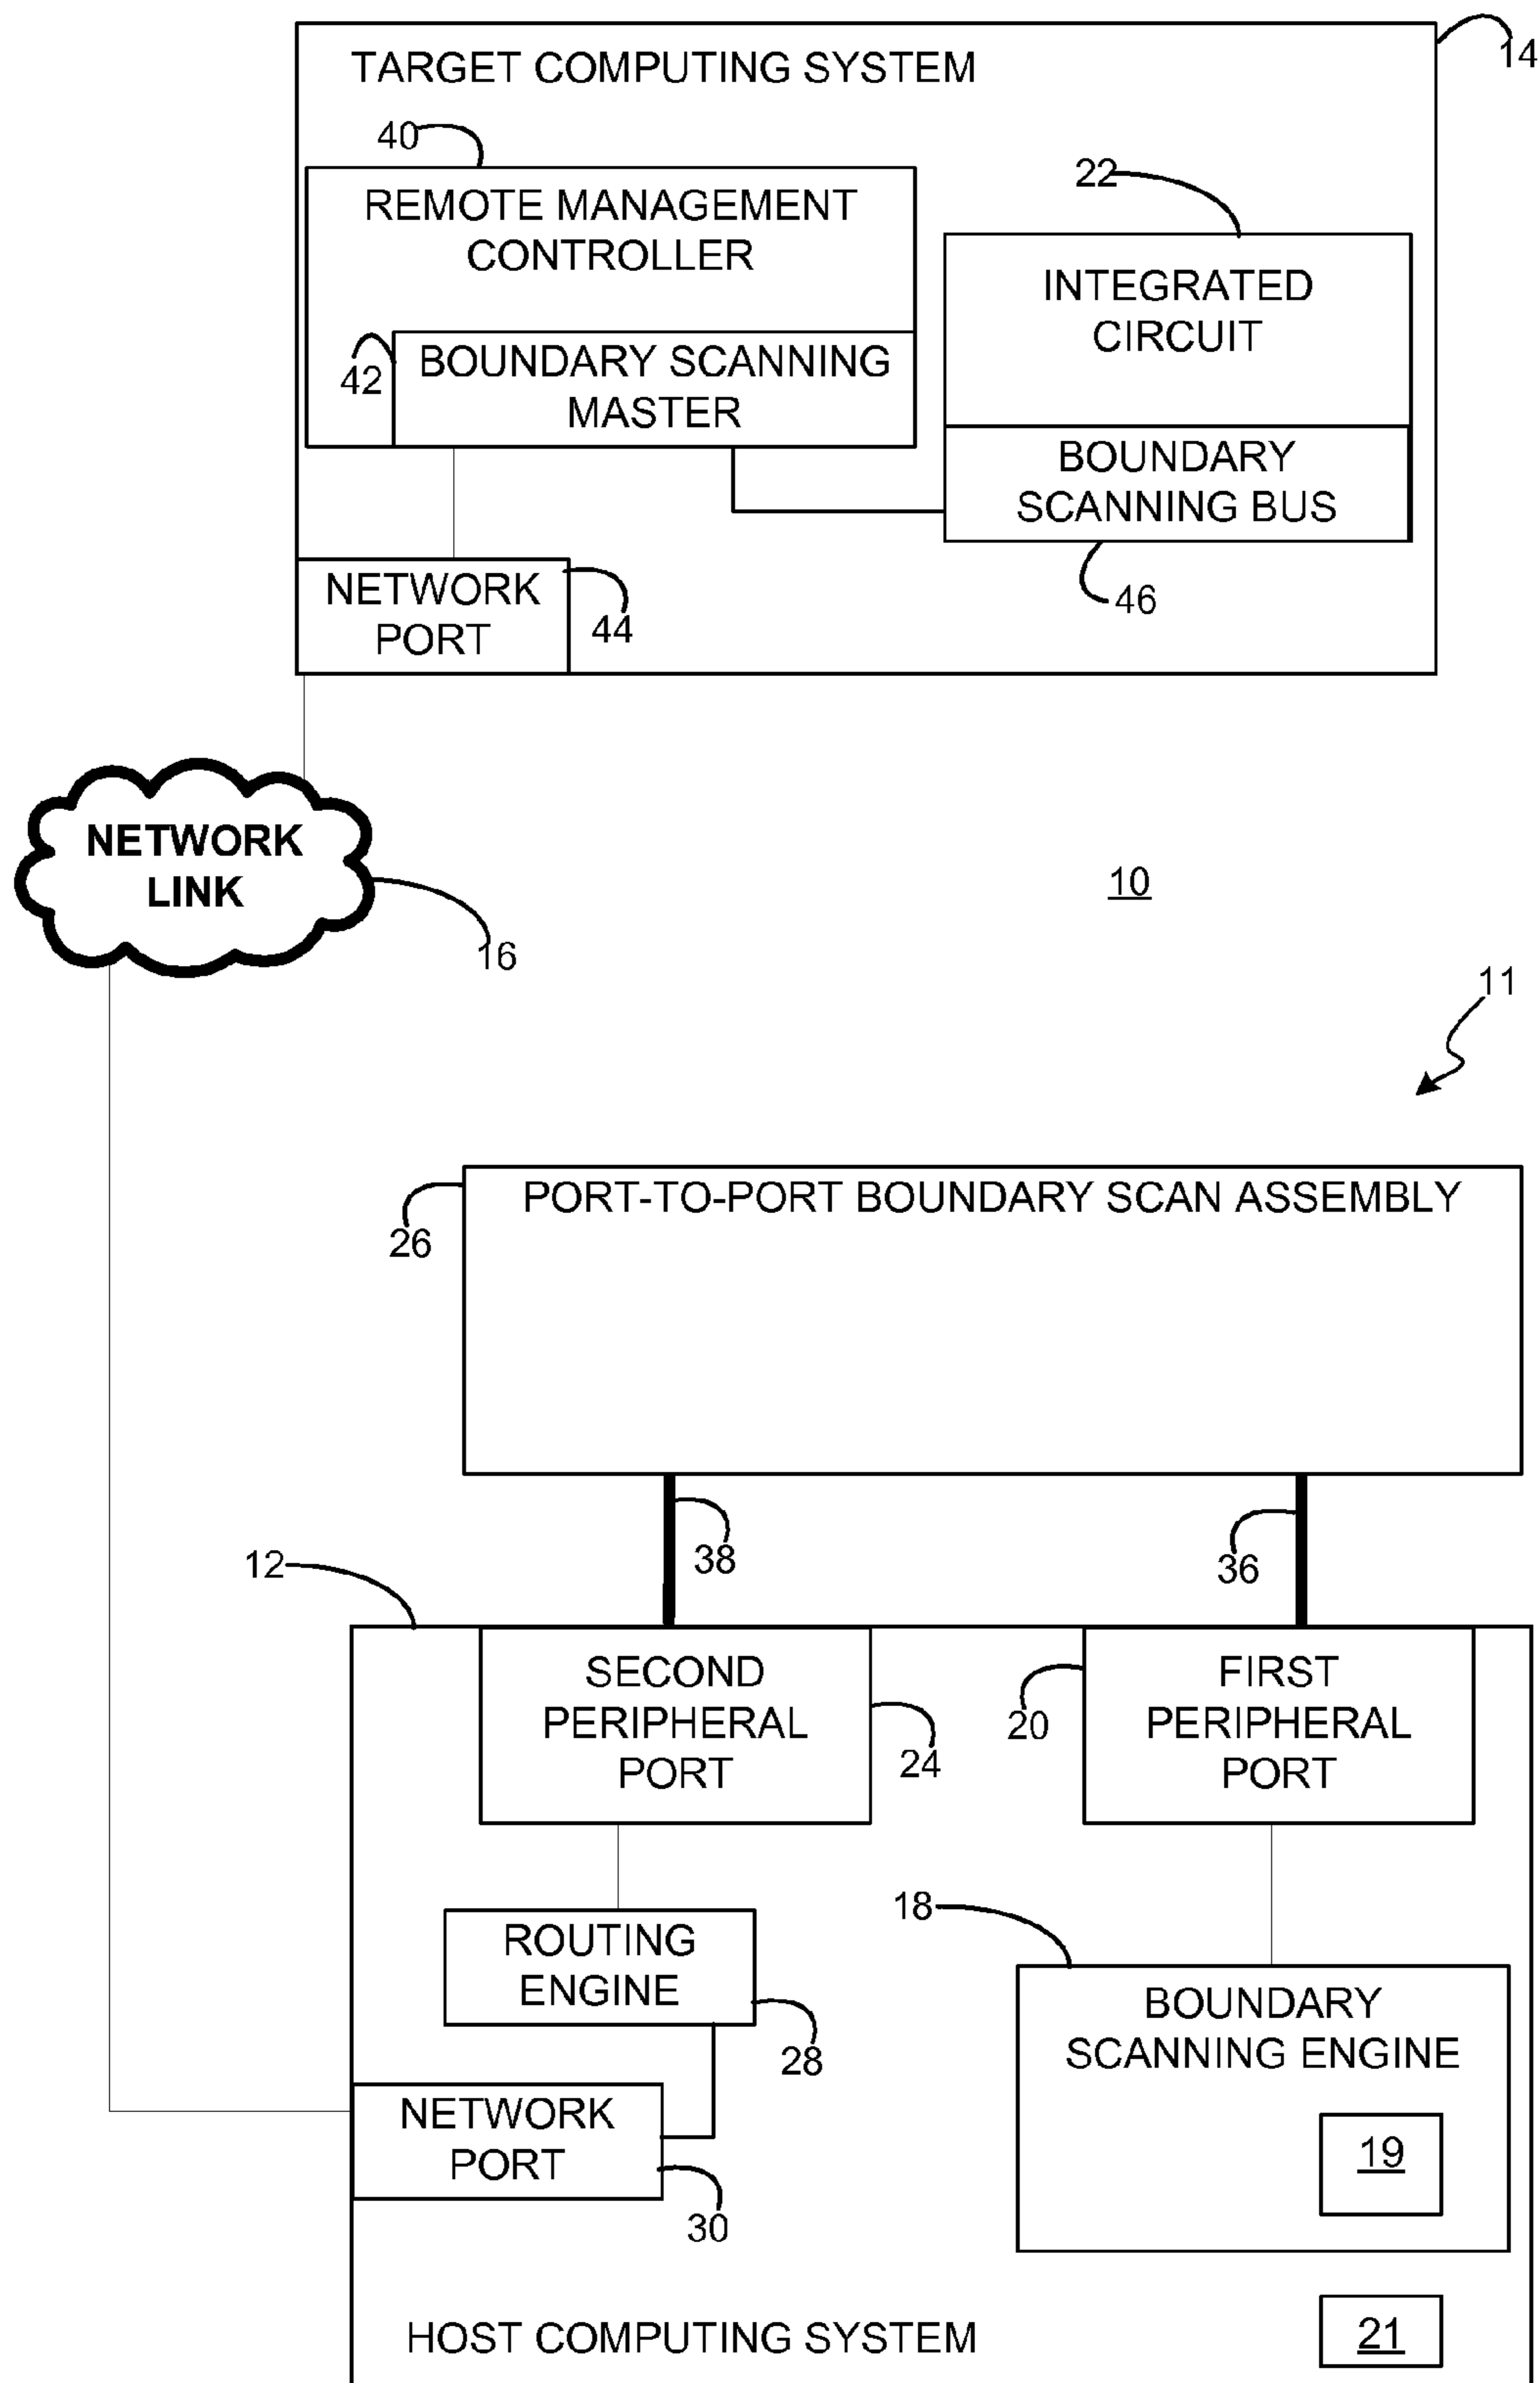 TARGET COMPUTING SYSTEM
14
40
REMOTE MANAGEMENT
CONTROLLER
22
INTEGRATED
CIRCUIT
42
BOUNDARY SCANNING
MASTER
BOUNDARY
SCANNING BUS
NETWORK
PORT
44
46
NETWORK
LINK
16
10
11
PORT-TO-PORT BOUNDARY SCAN ASSEMBLY
26
38
36
12
SECOND
PERIPHERAL
PORT
24
20
FIRST
PERIPHERAL
PORT
18
ROUTING
ENGINE
28
BOUNDARY
SCANNING ENGINE
NETWORK
PORT
30
19
HOST COMPUTING SYSTEM
21